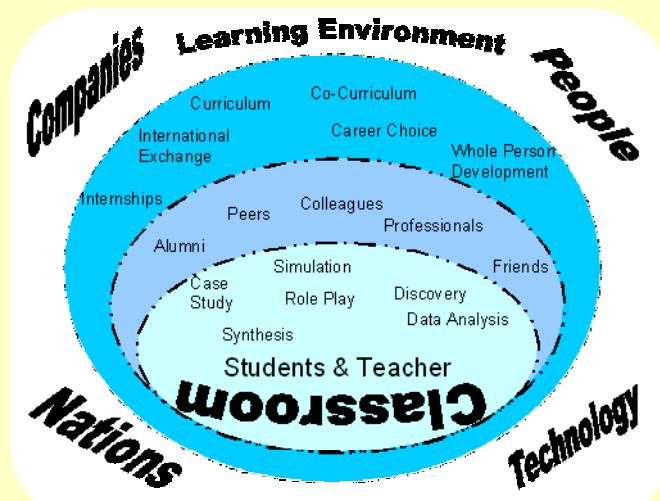 Learning Environment
Companies
People
Curriculum
Co-Curriculum
International
Exchange
Career Choice
Whole Person
Development
Internships
Peers
Colleagues
Professionals
Alumni
Friends
Simulation
Case
Study
Role Play
Discovery
Data Analysis
Synthesis
Students & Teacher
Classroom
Nations
Technology